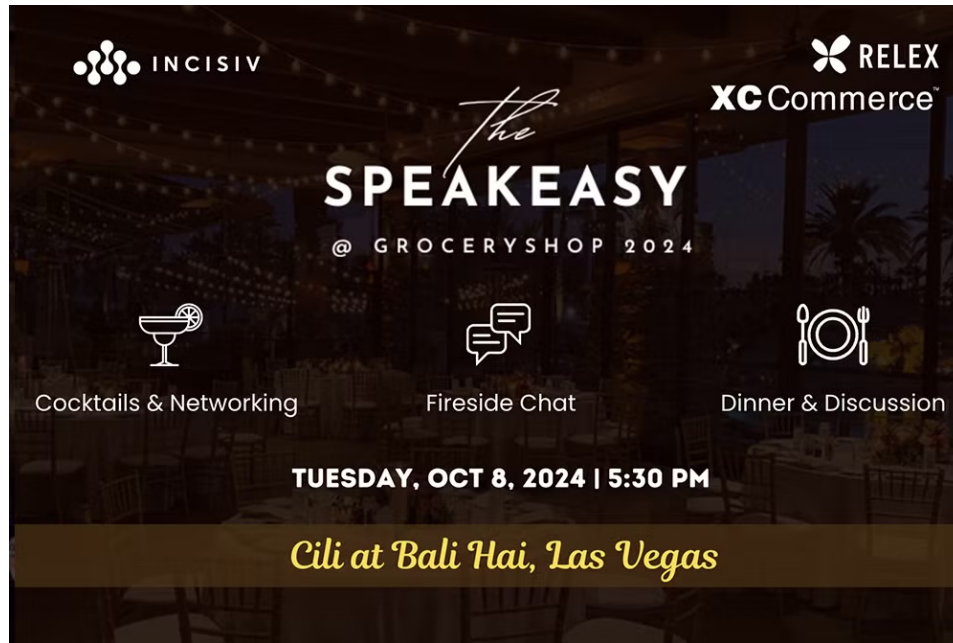 INCISIV
RELEX
XC Commerce™
The
SPEAKEASY
@ GROCERYSHOP 2024
Cocktails & Networking
Fireside Chat
Dinner & Discussion
TUESDAY, OCT 8, 2024 | 5:30 PM
Cili at Bali Hai, Las Vegas